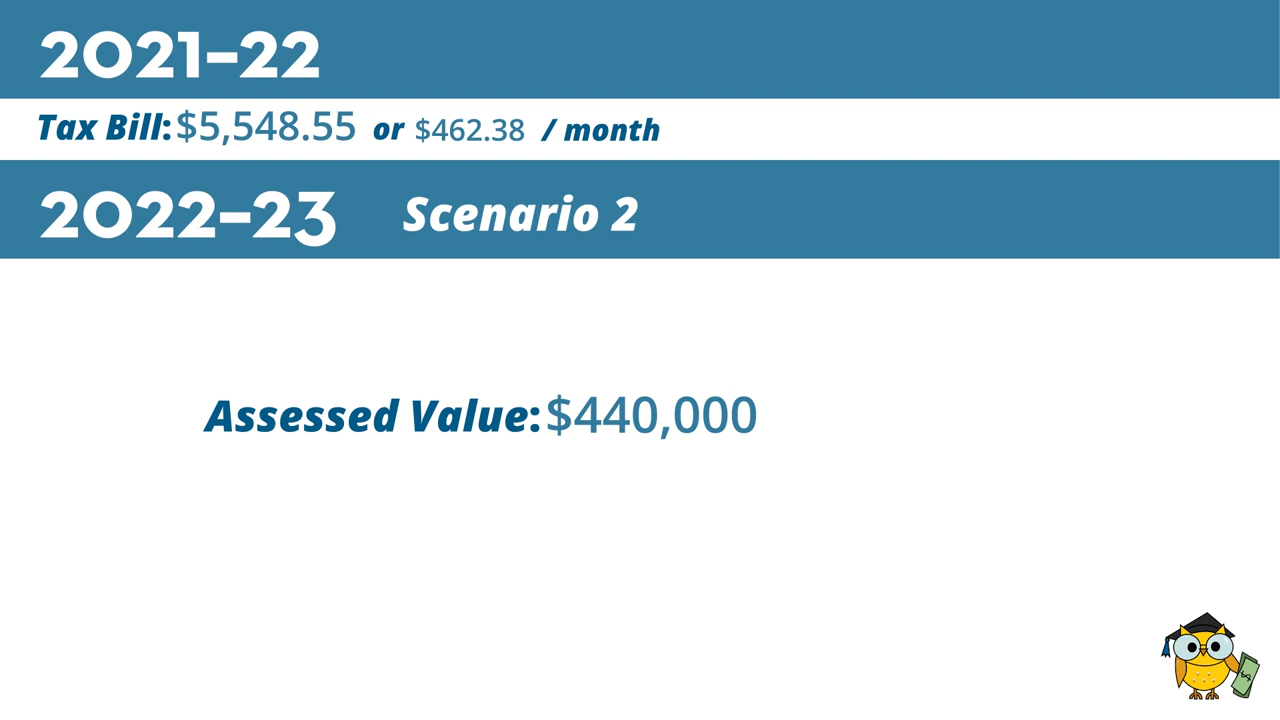 2021-22
Tax Bill: $5,548.55 or $462.38 / month
2022-23 Scenario 2
Assessed Value: $440,000